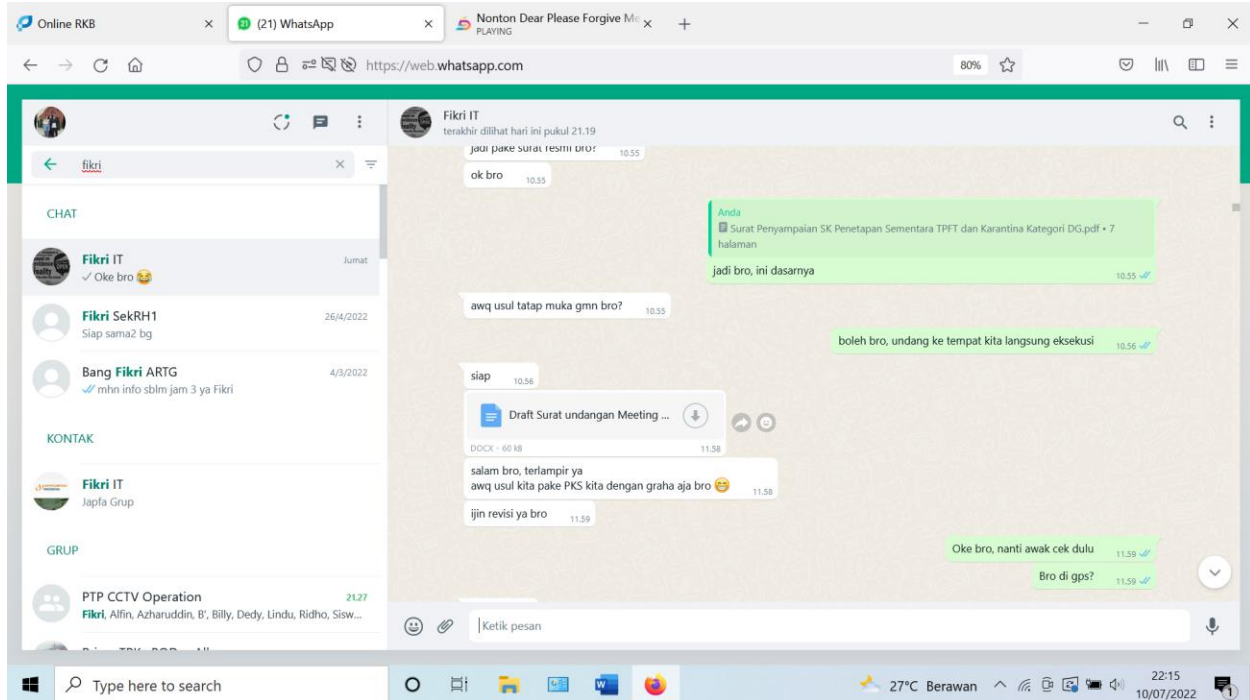 Online RKB
(21) WhatsApp
Nonton Dear Please Forgive Me
PLAYING
https://web.whatsapp.com
80%
fikri
CHAT
Fikri IT
Jumat
Oke bro 😂
Fikri SekRH1
26/4/2022
Siap sama2 bg
Bang Fikri ARTG
4/3/2022
mhn info sblm jam 3 ya Fikri
KONTAK
Fikri IT
Japfa Grup
GRUP
PTP CCTV Operation
21.27
Fikri, Alfin, Azharuddin, B', Billy, Dedy, Lindu, Ridho, Sisw...
Fikri IT
terakhir dilihat hari ini pukul 21.19
jadi pake surat resmi bro?
10.55
ok bro
10.55
Anda
Surat Penyampaian SK Penetapan Sementara TPFT dan Karantina Kategori DG.pdf • 7
halaman
jadi bro, ini dasarnya
10.55
awq usul tatap muka gmn bro?
10.55
boleh bro, undang ke tempat kita langsung eksekusi
10.56
siap
10.56
Draft Surat undangan Meeting ...
DOCX • 60 kB
11.58
salam bro, terlampir ya
awq usul kita pake PKS kita dengan graha aja bro 😁
11.58
ijin revisi ya bro
11.59
Oke bro, nanti awak cek dulu
11.59
Bro di gps?
11.59
Ketik pesan
Type here to search
27°C Berawan
22:15
10/07/2022